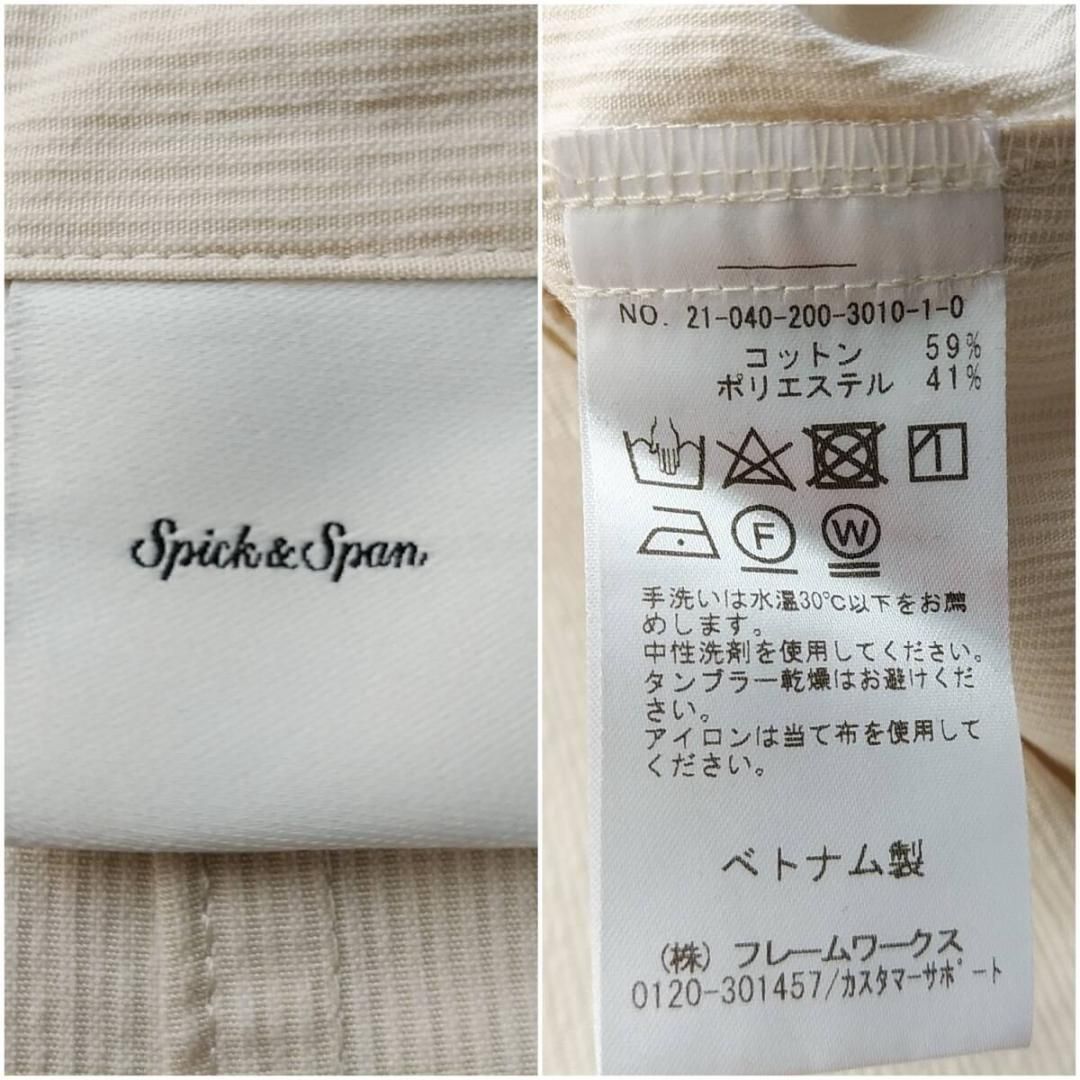 Spick & Span
NO. 21-040-200-3010-1-0
コットン 59%
ポリエステル 41%
F W
手洗いは水温30℃以下をお薦
めします。
中性洗剤を使用してください。
タンブラー乾燥はお避けくだ
さい。
アイロンは当て布を使用して
ください。
ベトナム製
(株) フレームワークス
0120-301457/カスタマーサポート